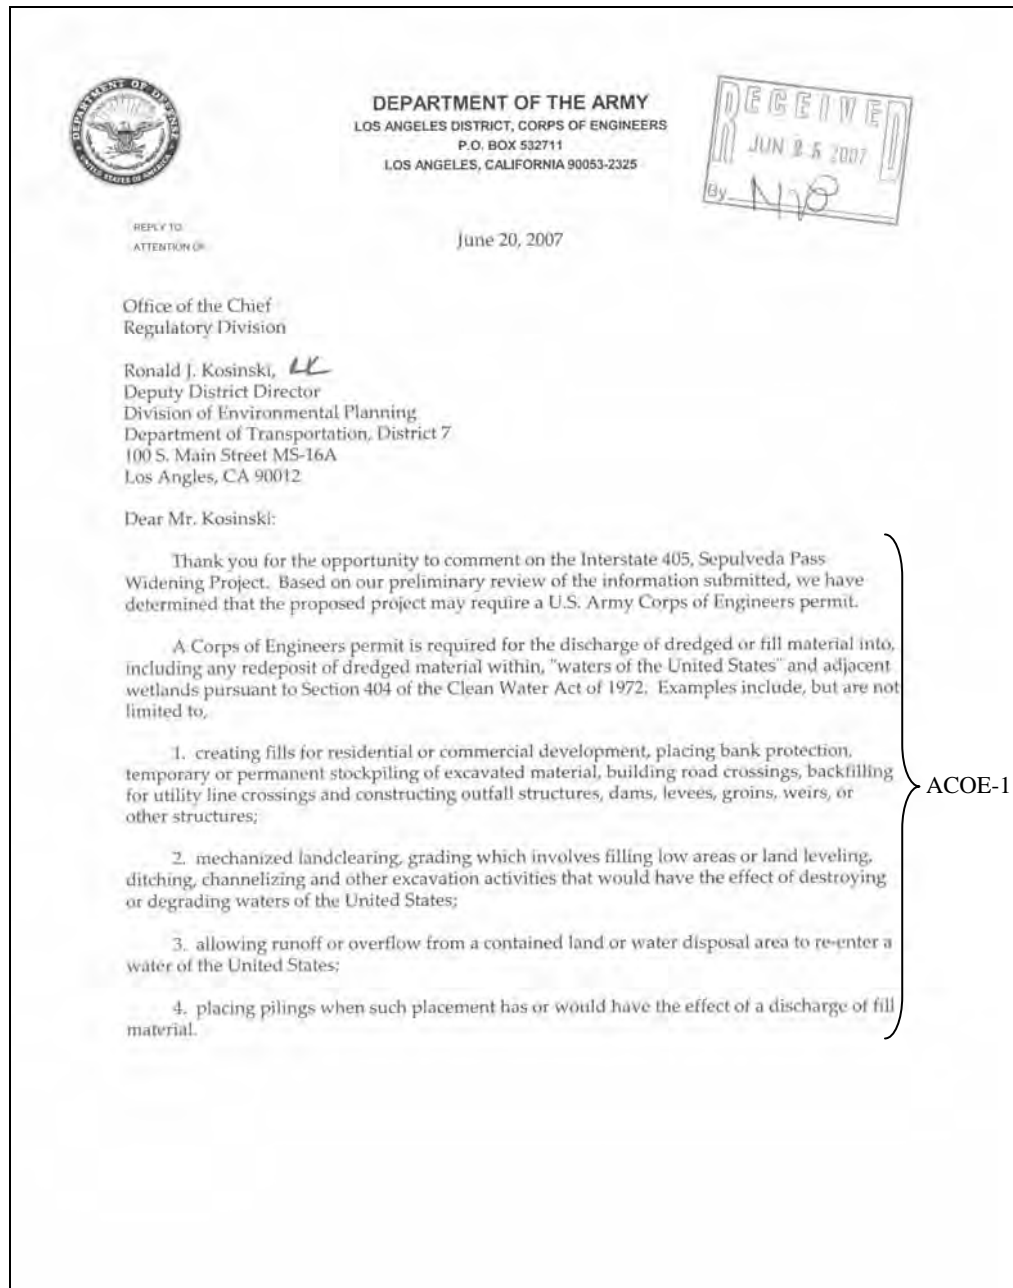 DEPARTMENT OF DEFENSE
UNITED STATES OF AMERICA
DEPARTMENT OF THE ARMY
LOS ANGELES DISTRICT, CORPS OF ENGINEERS
P.O. BOX 532711
LOS ANGELES, CALIFORNIA 90053-2325
RECEIVED
JUN 25 2007
By
REPLY TO
ATTENTION OF
June 20, 2007
Office of the Chief
Regulatory Division
Ronald J. Kosinski,
Deputy District Director
Division of Environmental Planning
Department of Transportation, District 7
100 S. Main Street MS-16A
Los Angles, CA 90012
Dear Mr. Kosinski:
Thank you for the opportunity to comment on the Interstate 405, Sepulveda Pass
Widening Project. Based on our preliminary review of the information submitted, we have
determined that the proposed project may require a U.S. Army Corps of Engineers permit.
A Corps of Engineers permit is required for the discharge of dredged or fill material into,
including any redeposit of dredged material within, "waters of the United States" and adjacent
wetlands pursuant to Section 404 of the Clean Water Act of 1972. Examples include, but are not
limited to,
1. creating fills for residential or commercial development, placing bank protection,
temporary or permanent stockpiling of excavated material, building road crossings, backfilling
for utility line crossings and constructing outfall structures, dams, levees, groins, weirs, or
other structures;
ACOE-1
2. mechanized landclearing, grading which involves filling low areas or land leveling,
ditching, channelizing and other excavation activities that would have the effect of destroying
or degrading waters of the United States;
3. allowing runoff or overflow from a contained land or water disposal area to re-enter a
water of the United States;
4. placing pilings when such placement has or would have the effect of a discharge of fill
material.